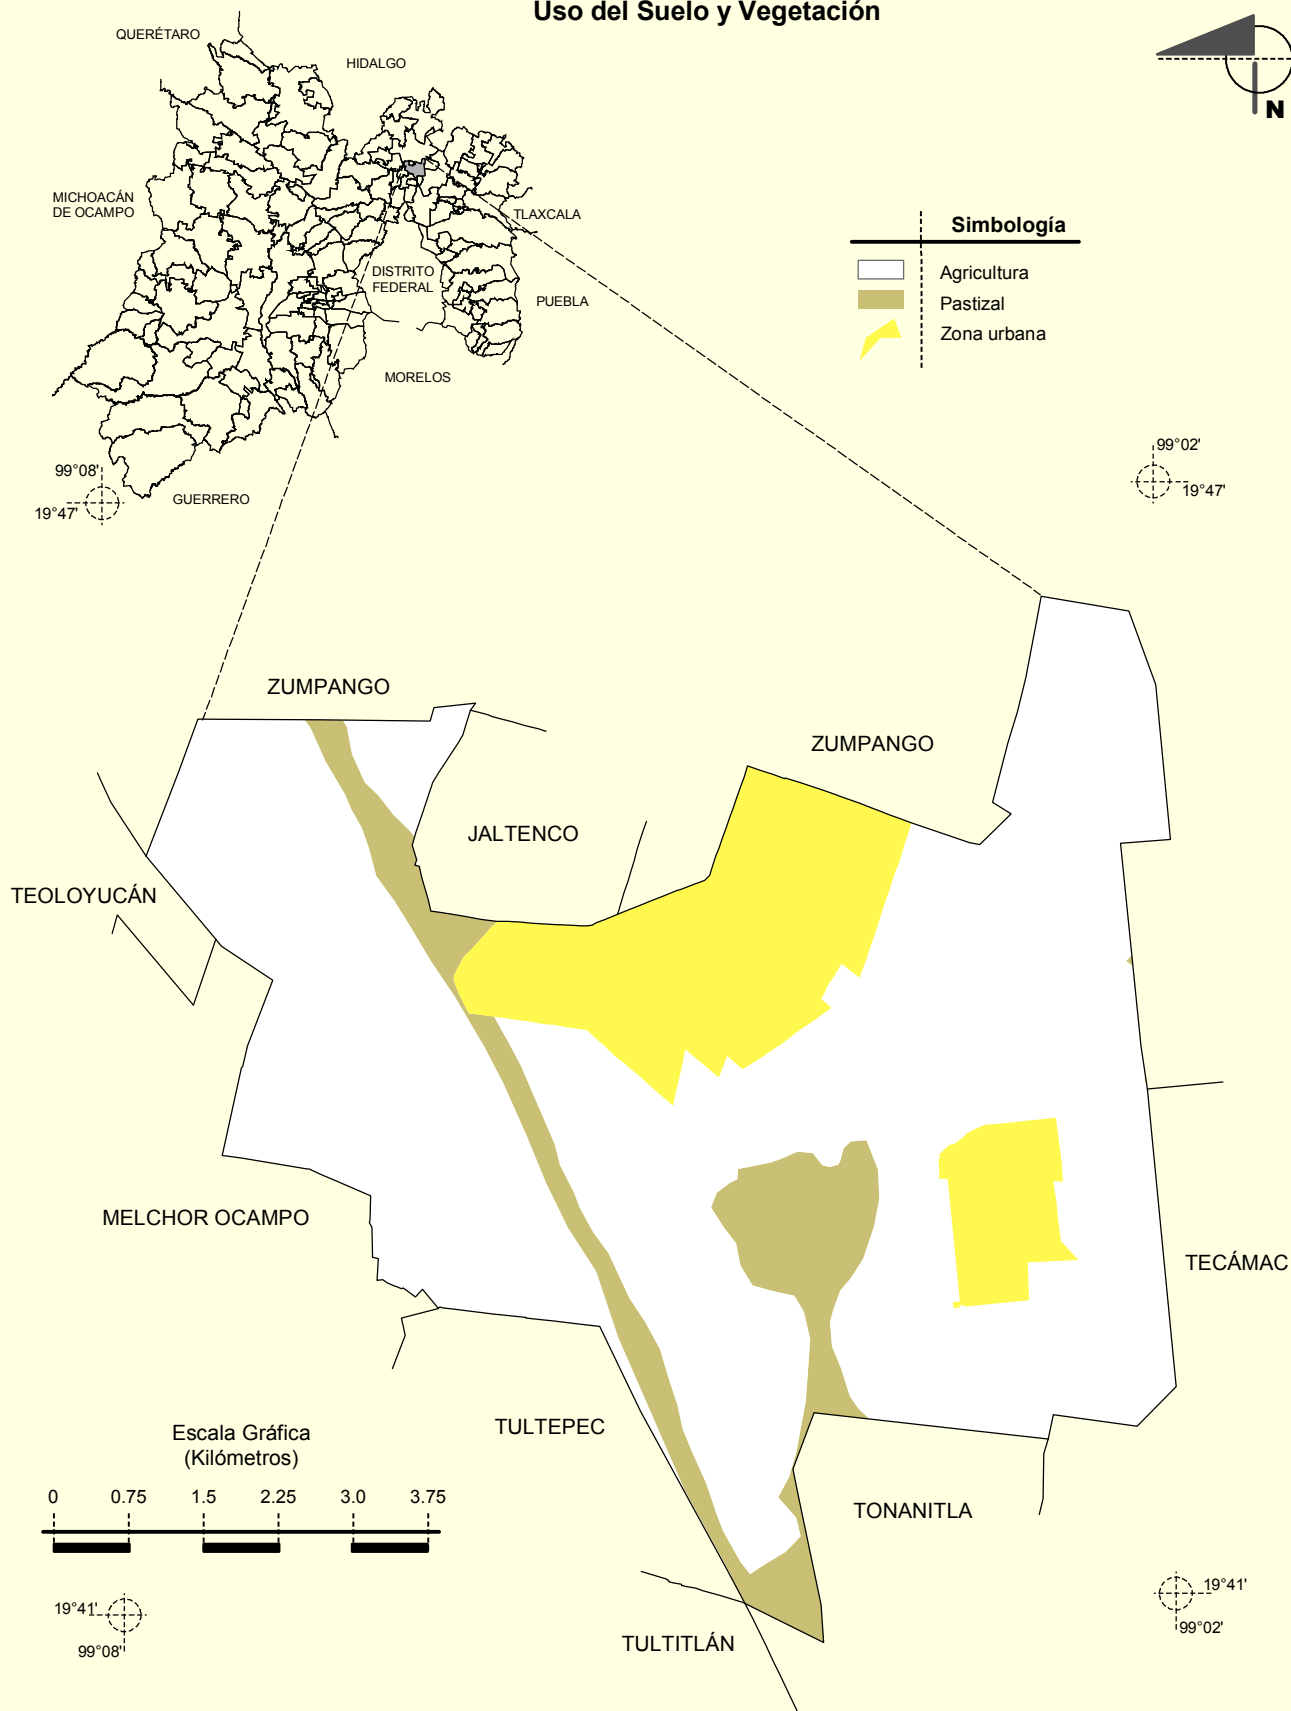 Uso del Suelo y Vegetación
QUERÉTARO
HIDALGO
N
MICHOACÁN
DE OCAMPO
TLAXCALA
DISTRITO
FEDERAL
PUEBLA
MORELOS
GUERRERO
Simbología
Agricultura
Pastizal
Zona urbana
99°08'
19°47'
99°02'
19°47'
ZUMPANGO
ZUMPANGO
JALTENCO
TEOLOYUCÁN
MELCHOR OCAMPO
TECÁMAC
TULTEPEC
TONANITLA
TULTITLÁN
Escala Gráfica
(Kilómetros)
0 0.75 1.5 2.25 3.0 3.75
19°41'
99°08'
19°41'
99°02'